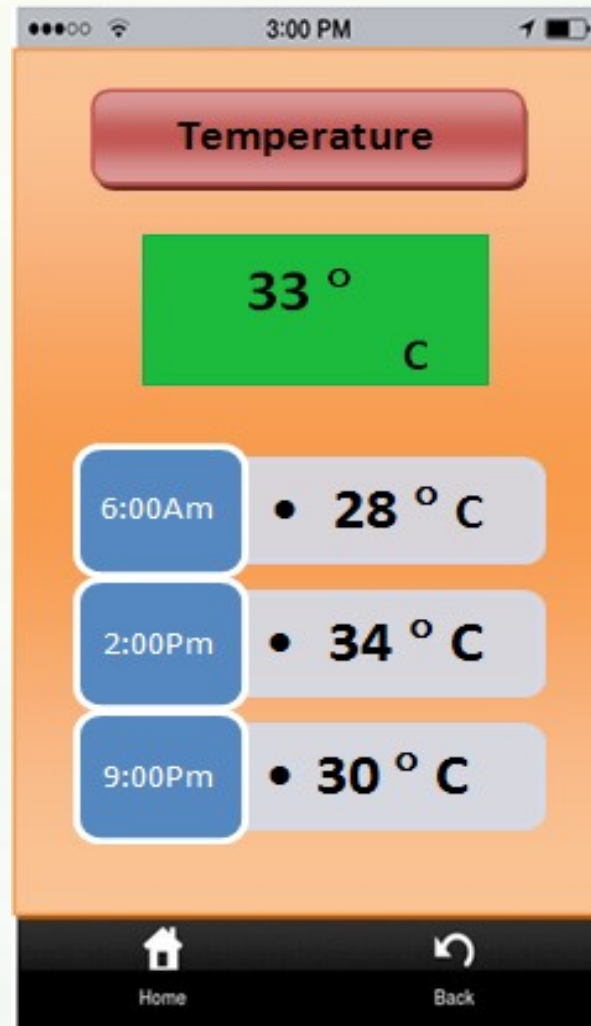 3:00 PM
Temperature
33 °
C
6:00Am
• 28 ° C
2:00Pm
• 34 ° C
9:00Pm
• 30 ° C
Home Back